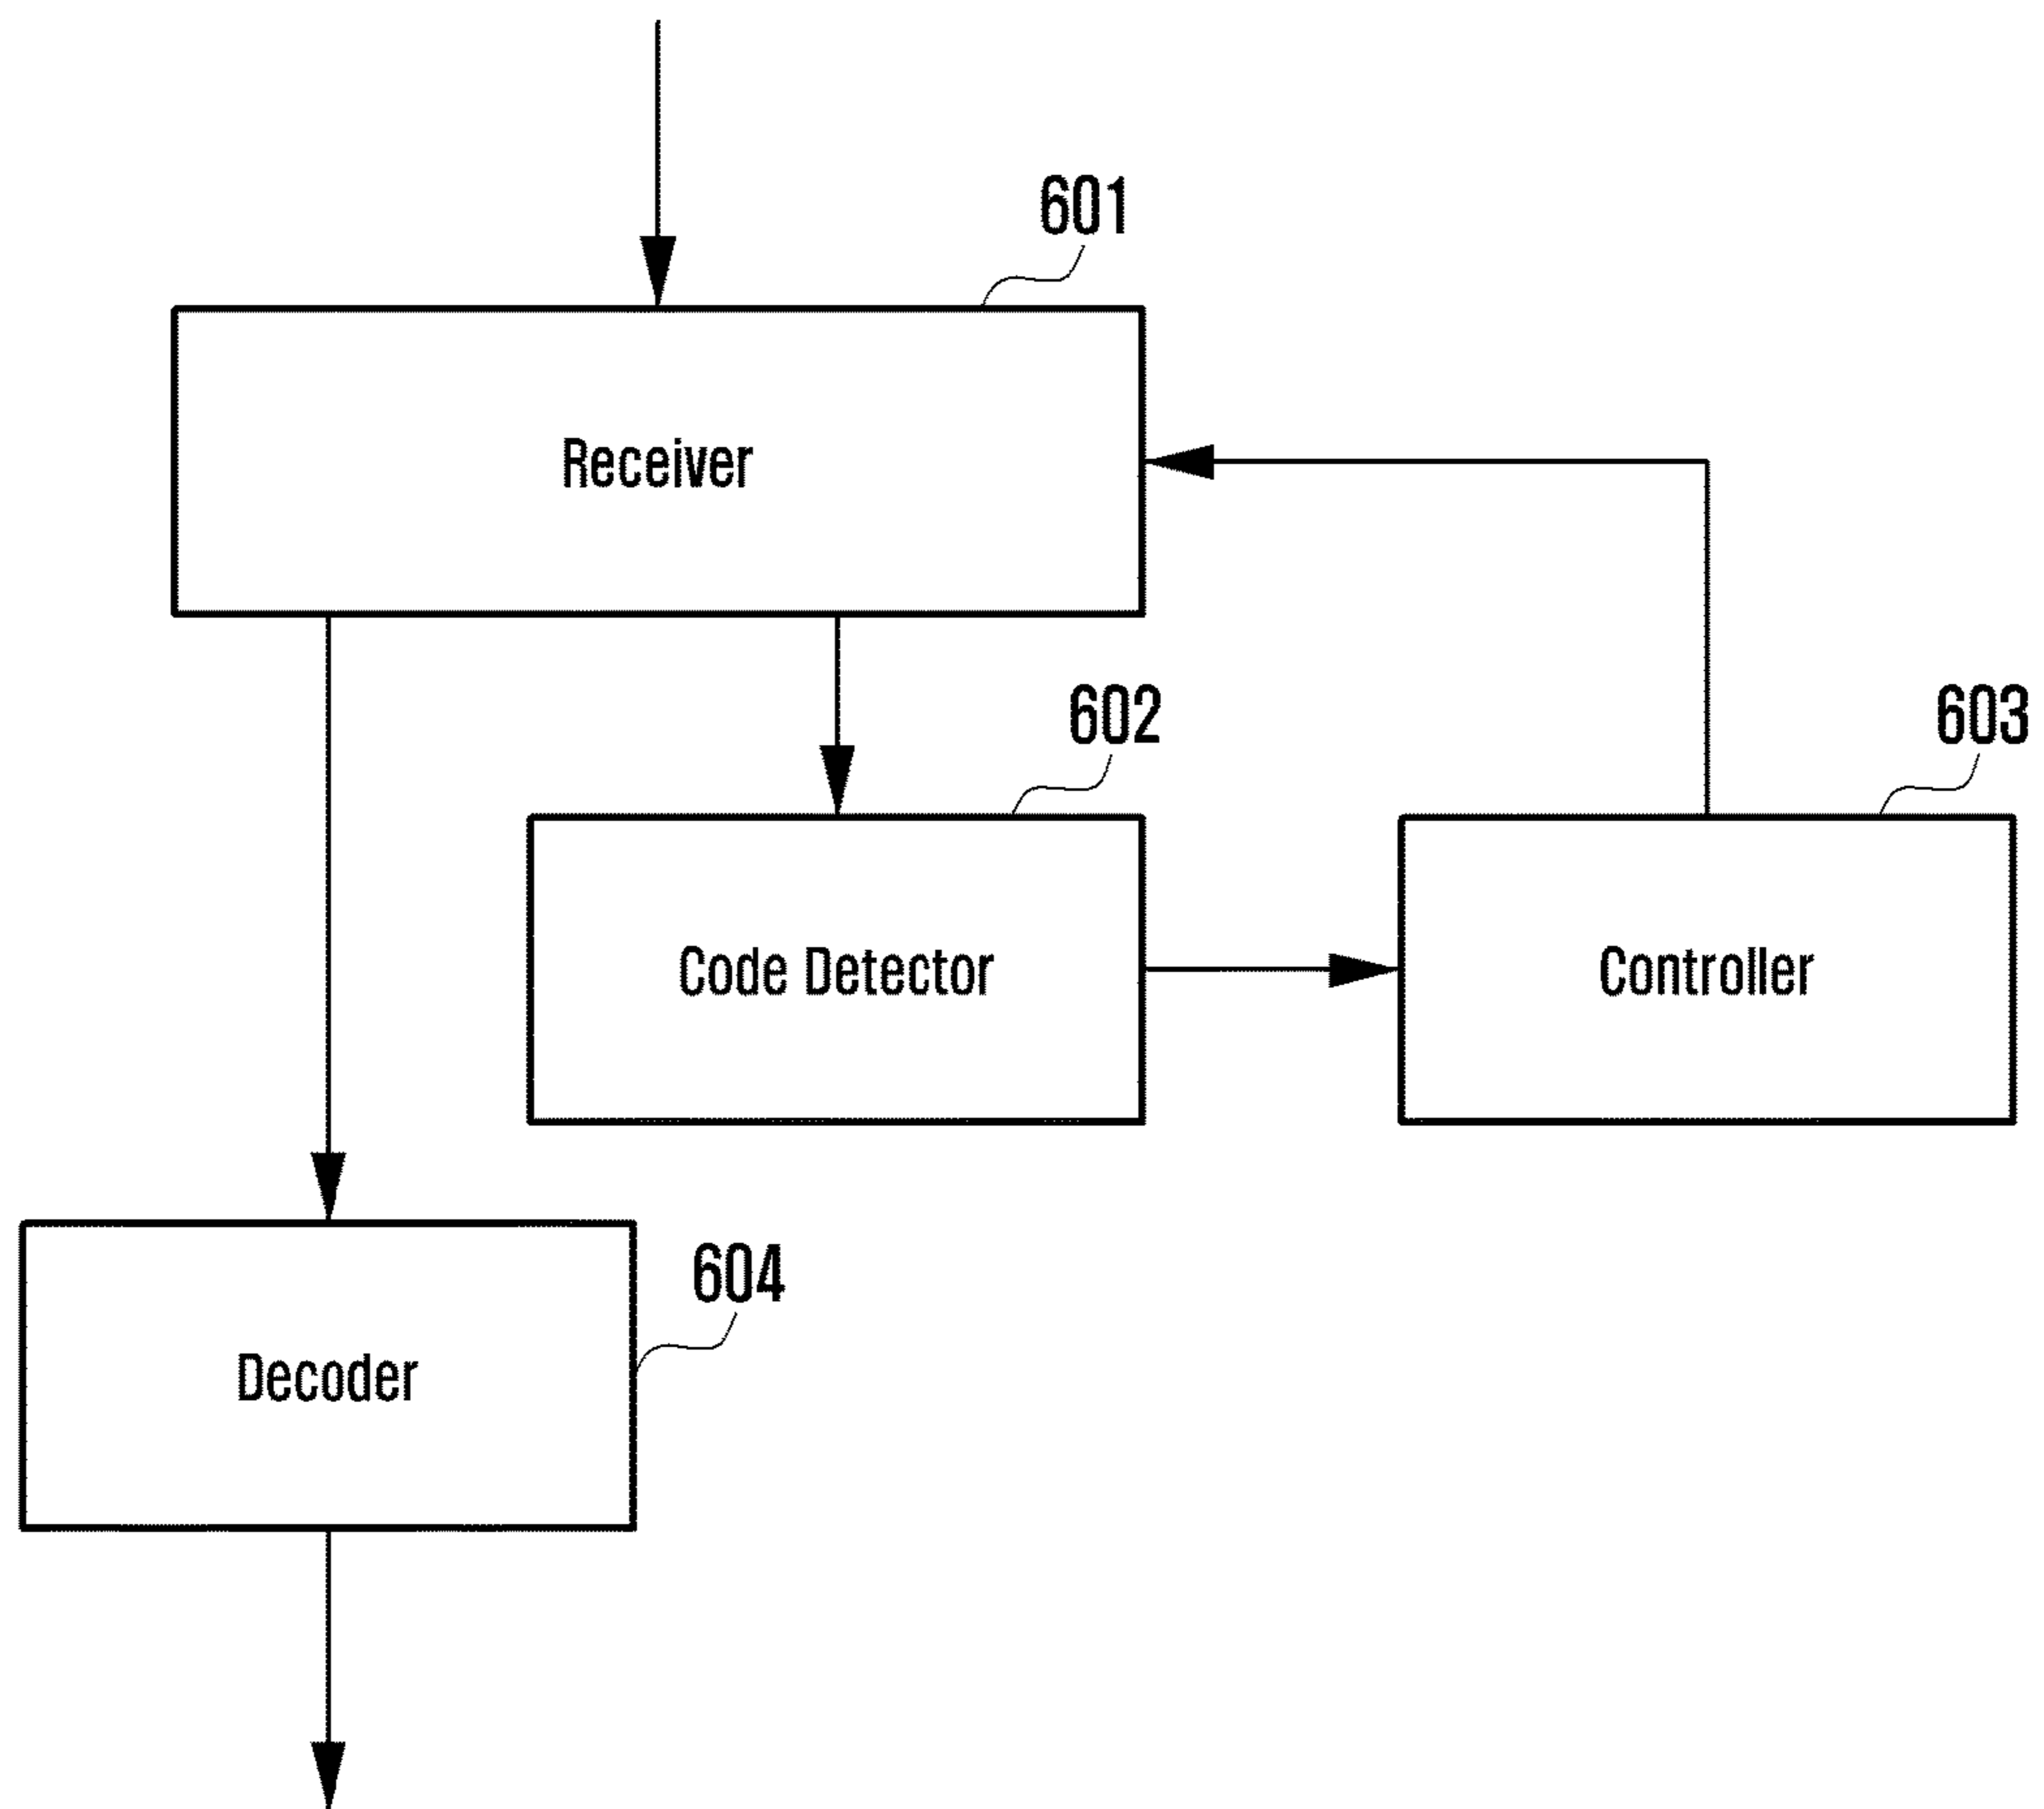 601
Receiver
602
603
Code Detector
Controller
604
Decoder